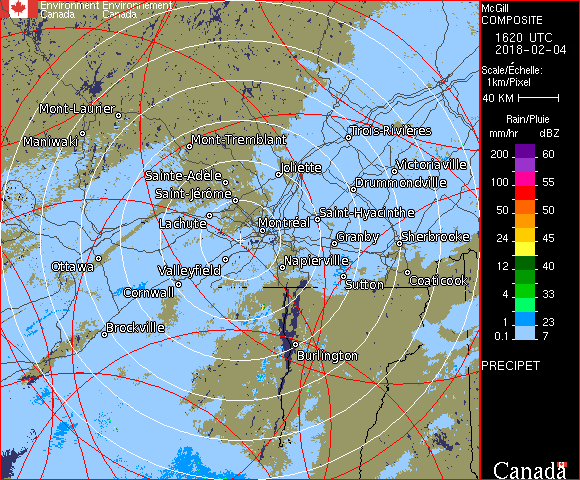 Environment Environnement
Canada Canada
Mont-Laurier
Maniwaki
Mont-Tremblant
Trois-Rivières
Sainte-Adèle
Joliette
Victoriaville
Saint-Jérôme
Drummondville
Lachute
Montréal
Saint-Hyacinthe
Granby
Sherbrooke
Ottawa
Valleyfield
Napierville
Cornwall
Sutton
Coaticook
Brockville
Burlington
McGill
COMPOSITE
1620 UTC
2018-02-04
Scale/Échelle:
1km/Pixel
40 KM
Rain/Pluie
mm/hr dBZ
200 60
100 55
50 50
24 45
12 40
4 33
1 23
0.1 7
PRECIPET
Canada